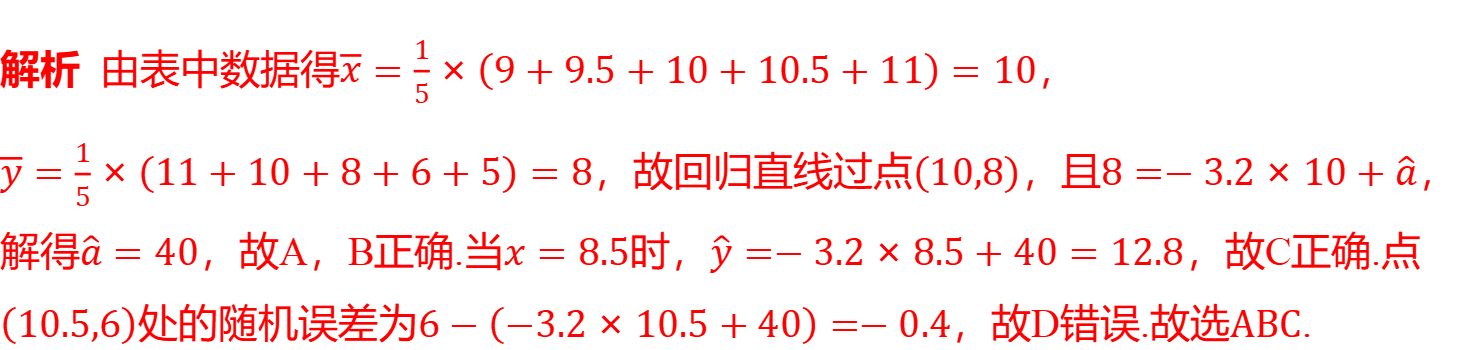 解析 由表中数据得x̅ = 1/5 × (9 + 9.5 + 10 + 10.5 + 11) = 10，
y̅ = 1/5 × (11 + 10 + 8 + 6 + 5) = 8，故回归直线过点(10,8)，且8 =− 3.2 × 10 + â，
解得â = 40，故A，B正确.当x = 8.5时，ŷ =− 3.2 × 8.5 + 40 = 12.8，故C正确.点
(10.5,6)处的随机误差为6 − (−3.2 × 10.5 + 40) =− 0.4，故D错误.故选ABC.